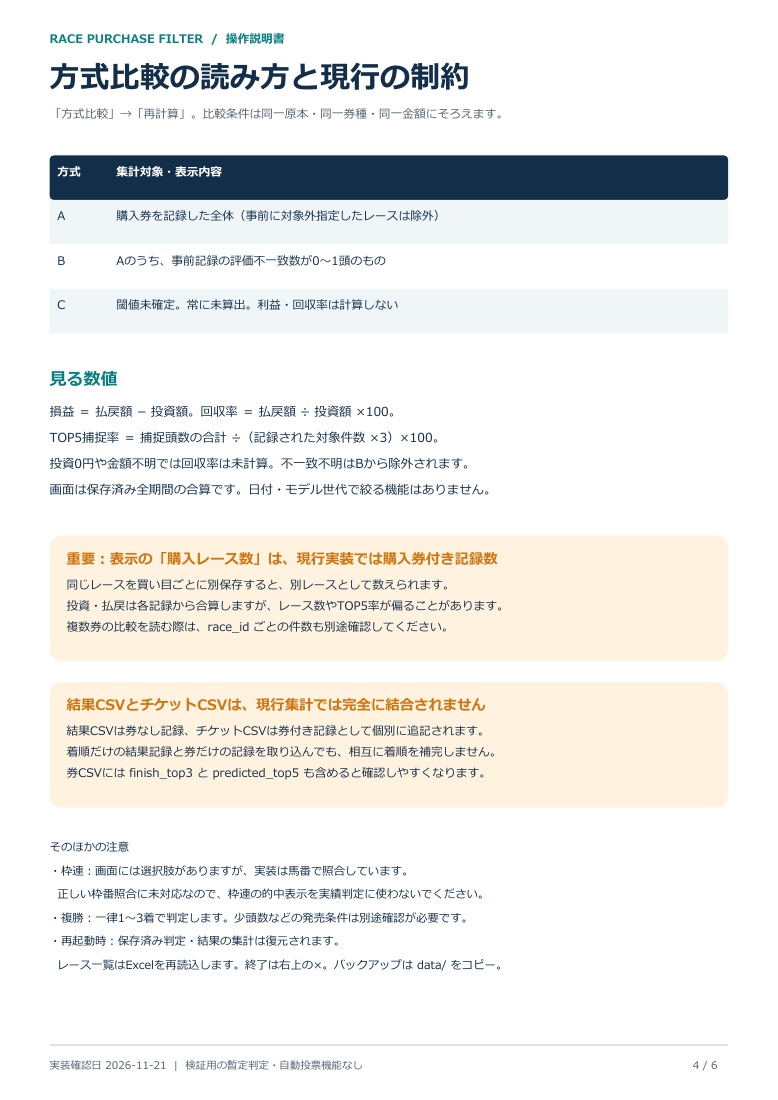 RACE PURCHASE FILTER / 操作説明書
方式比較の読み方と現行の制約
「方式比較」→「再計算」。比較条件は同一原本・同一券種・同一金額にそろえます。
方式 集計対象・表示内容
A 購入券を記録した全体（事前に対象外指定したレースは除外）
B Aのうち、事前記録の評価不一致数が0〜1頭のもの
C 閾値未確定。常に未算出。利益・回収率は計算しない
見る数値
損益 ＝ 払戻額 − 投資額。回収率 ＝ 払戻額 ÷ 投資額 ×100。
TOP5捕捉率 ＝ 捕捉頭数の合計 ÷（記録された対象件数 ×3）×100。
投資0円や金額不明では回収率は未計算。不一致不明はBから除外されます。
画面は保存済み全期間の合算です。日付・モデル世代で絞る機能はありません。
重要：表示の「購入レース数」は、現行実装では購入券付き記録数
同じレースを買い目ごとに別保存すると、別レースとして数えられます。
投資・払戻は各記録から合算しますが、レース数やTOP5率が偏ることがあります。
複数券の比較を読む際は、race_id ごとの件数も別途確認してください。
結果CSVとチケットCSVは、現行集計では完全に結合されません
結果CSVは券なし記録、チケットCSVは券付き記録として個別に追記されます。
着順だけの結果記録と券だけの記録を取り込んでも、相互に着順を補完しません。
券CSVには finish_top3 と predicted_top5 も含めると確認しやすくなります。
そのほかの注意
・枠連：画面には選択肢がありますが、実装は馬番で照合しています。
正しい枠番照合に未対応なので、枠連の的中表示を実績判定に使わないでください。
・複勝：一律1〜3着で判定します。少頭数などの発売条件は別途確認が必要です。
・再起動時：保存済み判定・結果の集計は復元されます。
レース一覧はExcelを再読込します。終了は右上の×。バックアップは data/ をコピー。
実装確認日 2026-11-21 | 検証用の暫定判定・自動投票機能なし
4 / 6